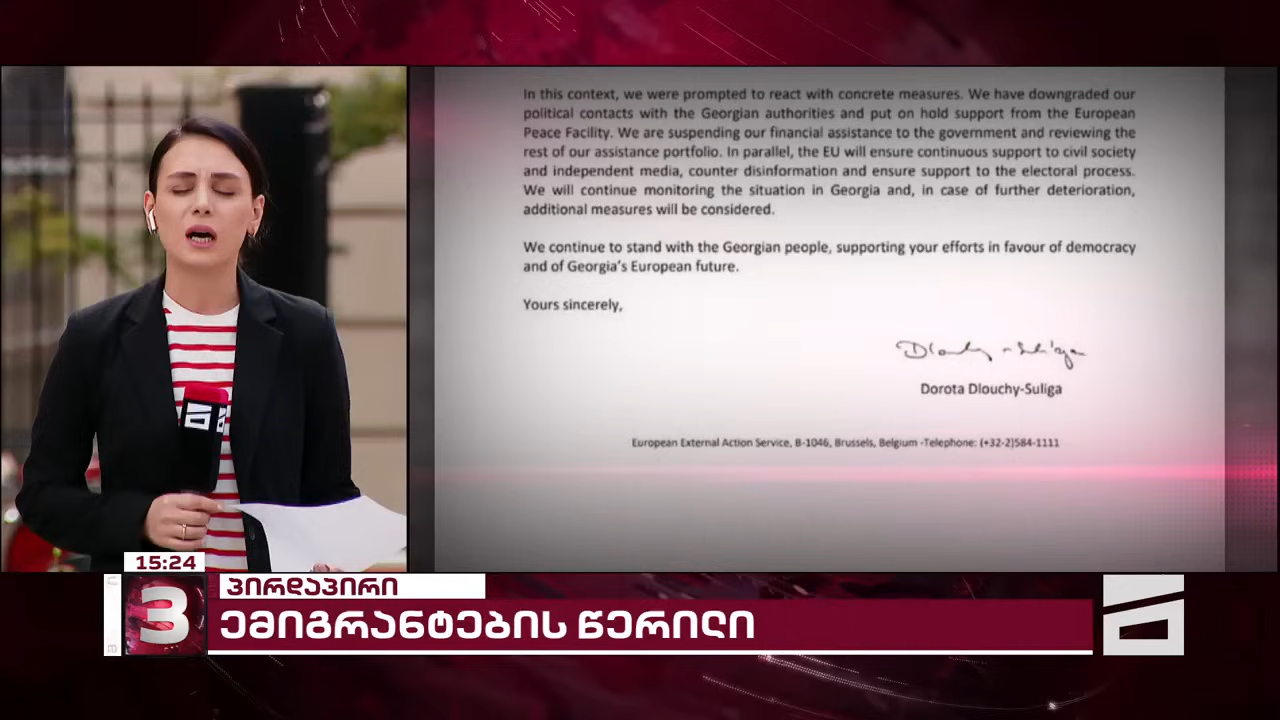 In this context, we were prompted to react with concrete measures. We have downgraded our
political contacts with the Georgian authorities and put on hold support from the European
Peace Facility. We are suspending our financial assistance to the government and reviewing the
rest of our assistance portfolio. In parallel, the EU will ensure continuous support to civil society
and independent media, counter disinformation and ensure support to the electoral process.
We will continue monitoring the situation in Georgia and, in case of further deterioration,
additional measures will be considered.
We continue to stand with the Georgian people, supporting your efforts in favour of democracy
and of Georgia's European future.
Yours sincerely,
Dlouchy-Suliga
Dorota Dlouchy-Suliga
European External Action Service, B-1046, Brussels, Belgium -Telephone: (+32-2)584-1111
15:24
პირდაპირი
ემიგრანტების წერილი